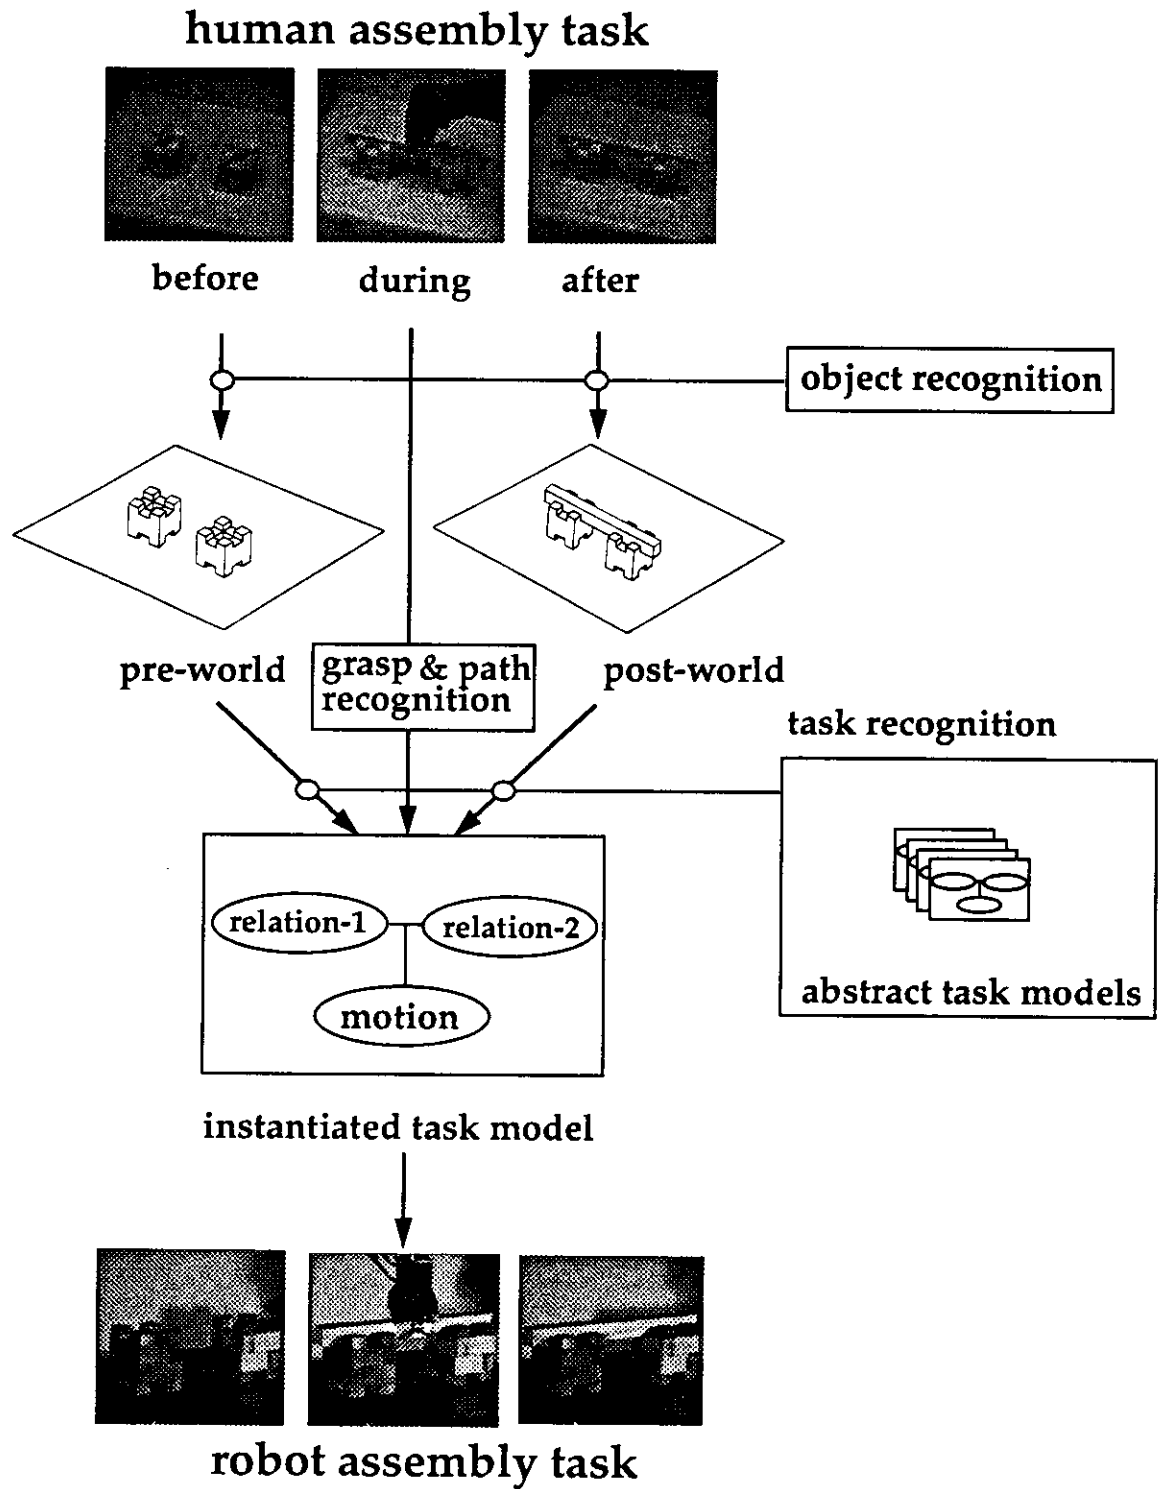 human assembly task
before during after
object recognition
pre-world
grasp & path
recognition
post-world
task recognition
relation-1
relation-2
motion
abstract task models
instantiated task model
robot assembly task